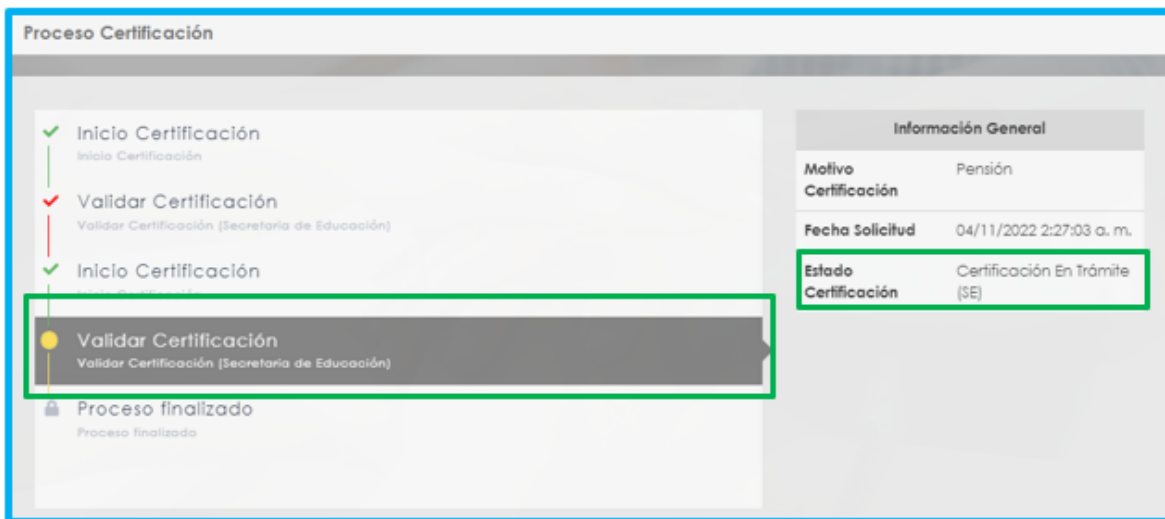 Proceso Certificación
Inicio Certificación
Inicio Certificación
Validar Certificación
Validar Certificación (Secretaria de Educación)
Inicio Certificación
Inicio Certificación
Validar Certificación
Validar Certificación (Secretaria de Educación)
Proceso finalizado
Proceso finalizado
Información General
Motivo Pensión
Certificación
Fecha Solicitud 04/11/2022 2:27:03 a. m.
Estado Certificación En Trámite
Certificación (SE)